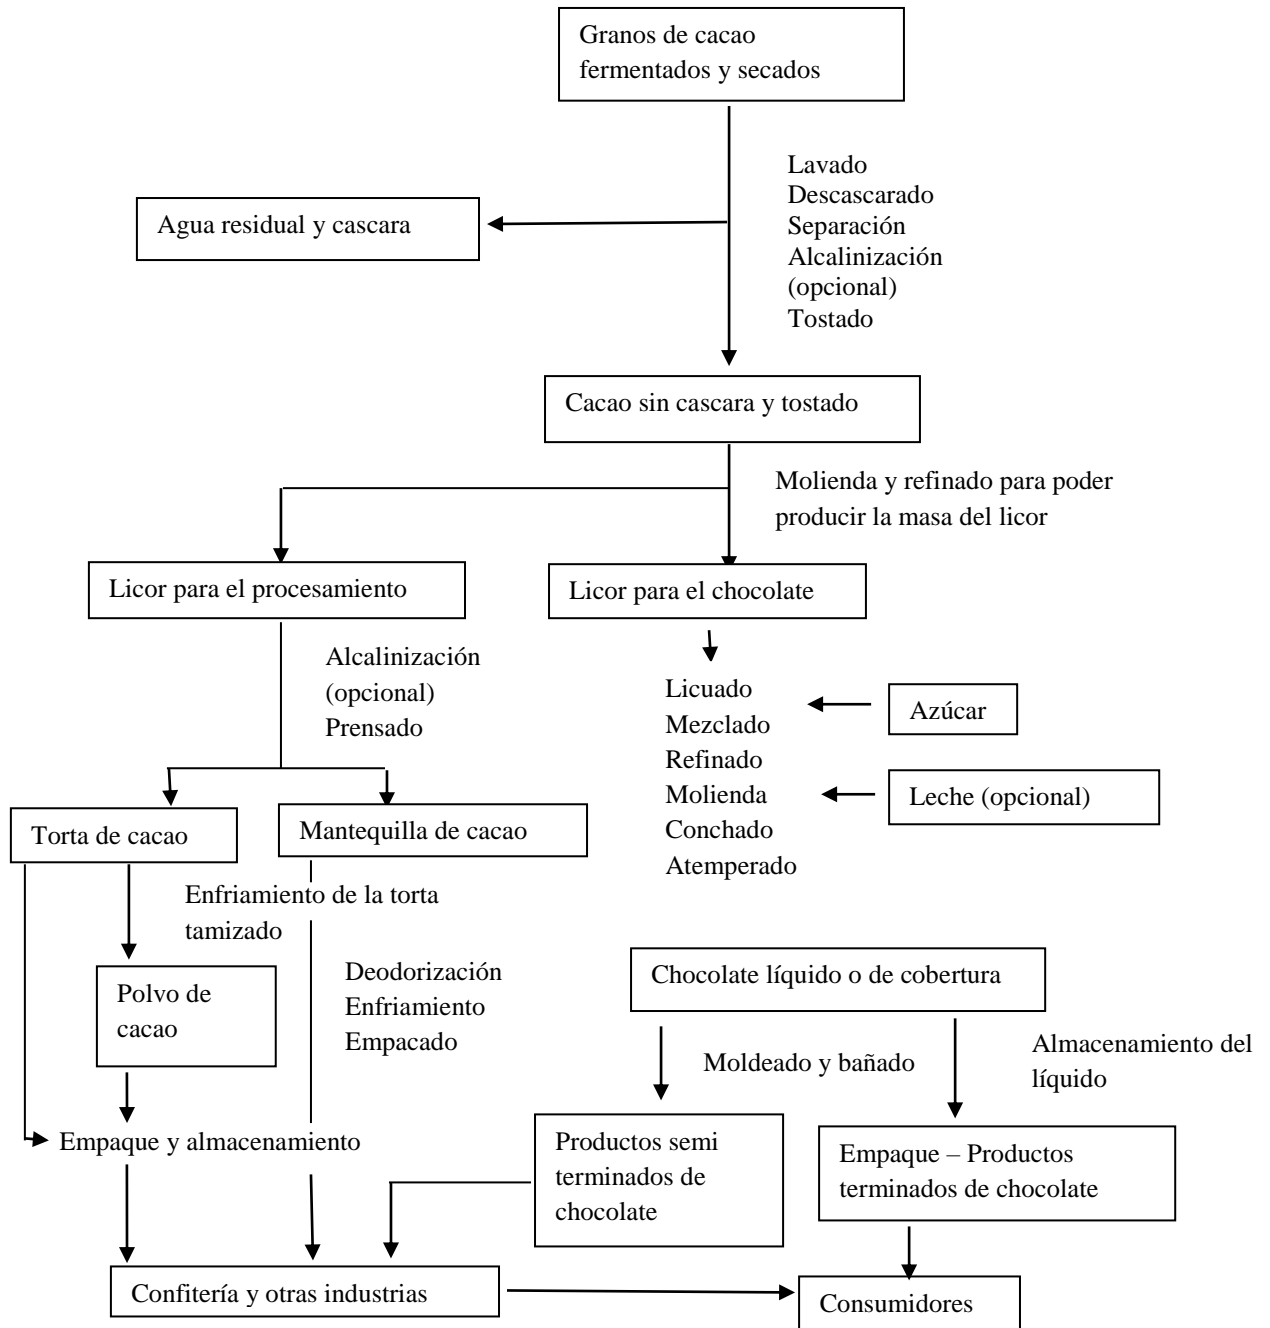 Granos de cacao
fermentados y secados
Lavado
Descascarado
Separación
Alcalinización
(opcional)
Tostado
Agua residual y cascara
Cacao sin cascara y tostado
Molienda y refinado para poder
producir la masa del licor
Licor para el procesamiento
Licor para el chocolate
Alcalinización
(opcional)
Prensado
Licuado
Mezclado
Refinado
Molienda
Conchado
Atemperado
Azúcar
Leche (opcional)
Torta de cacao
Mantequilla de cacao
Enfriamiento de la torta
tamizado
Polvo de
cacao
Deodorización
Enfriamiento
Empacado
Chocolate líquido o de cobertura
Moldeado y bañado
Almacenamiento del
líquido
Empaque y almacenamiento
Productos semi
terminados de
chocolate
Empaque – Productos
terminados de chocolate
Confitería y otras industrias
Consumidores